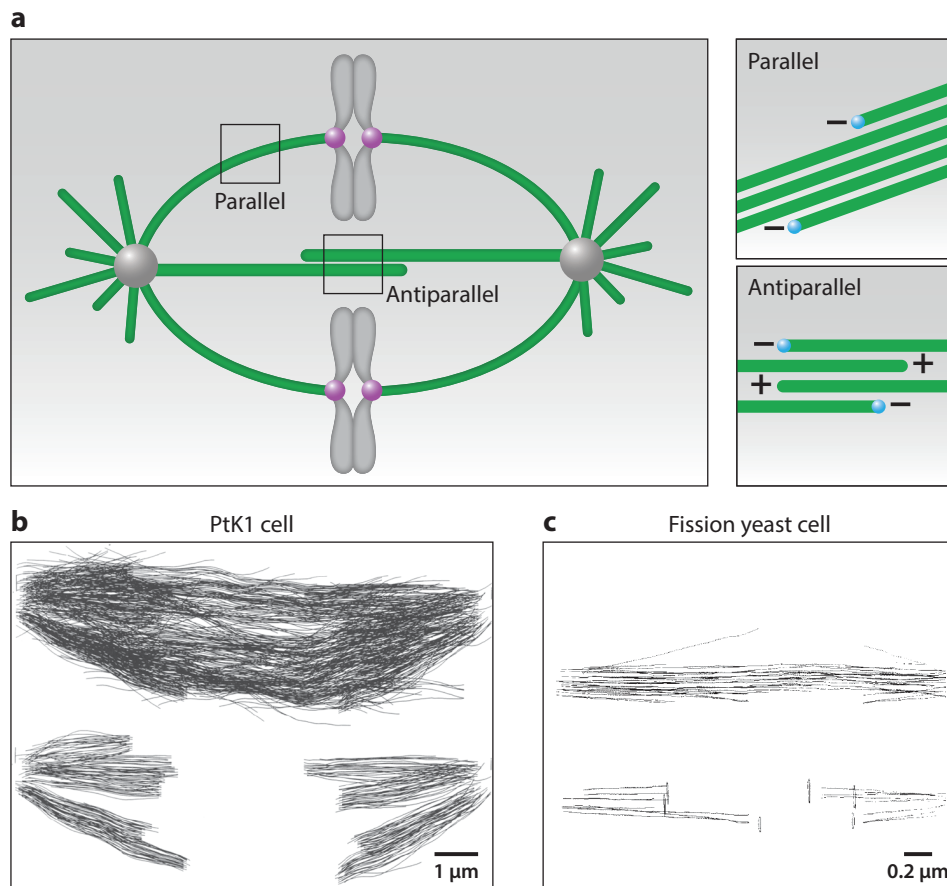 a
Parallel
Antiparallel
Parallel
−
−
Antiparallel
−
+
+
−
b PtK1 cell
1 µm
c Fission yeast cell
0.2 µm